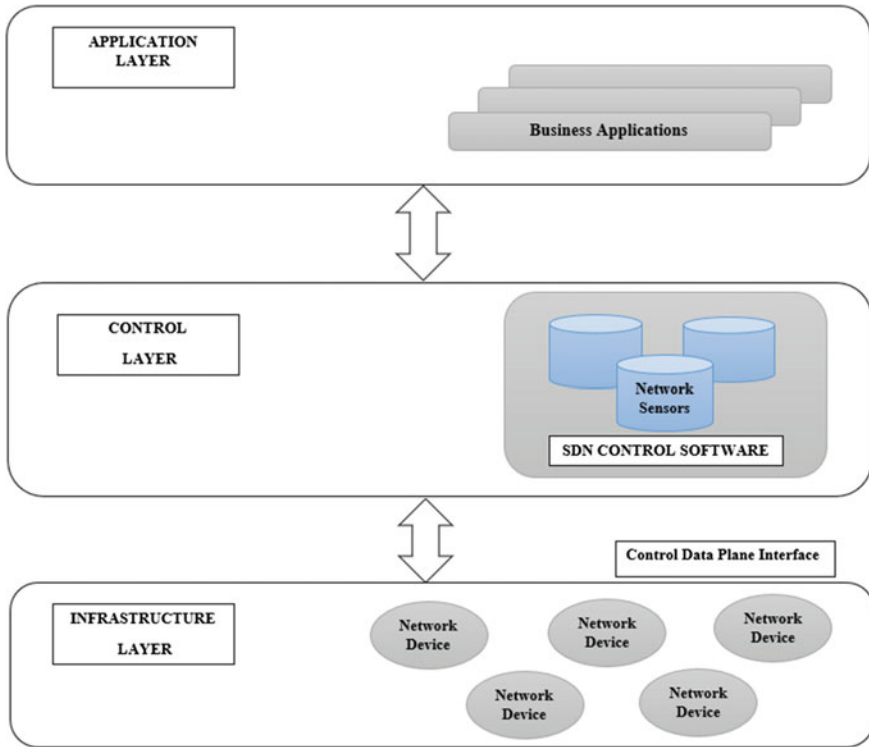 APPLICATION
LAYER
Business Applications
CONTROL
LAYER
Network
Sensors
SDN CONTROL SOFTWARE
Control Data Plane Interface
INFRASTRUCTURE
LAYER
Network
Device
Network
Device
Network
Device
Network
Device
Network
Device